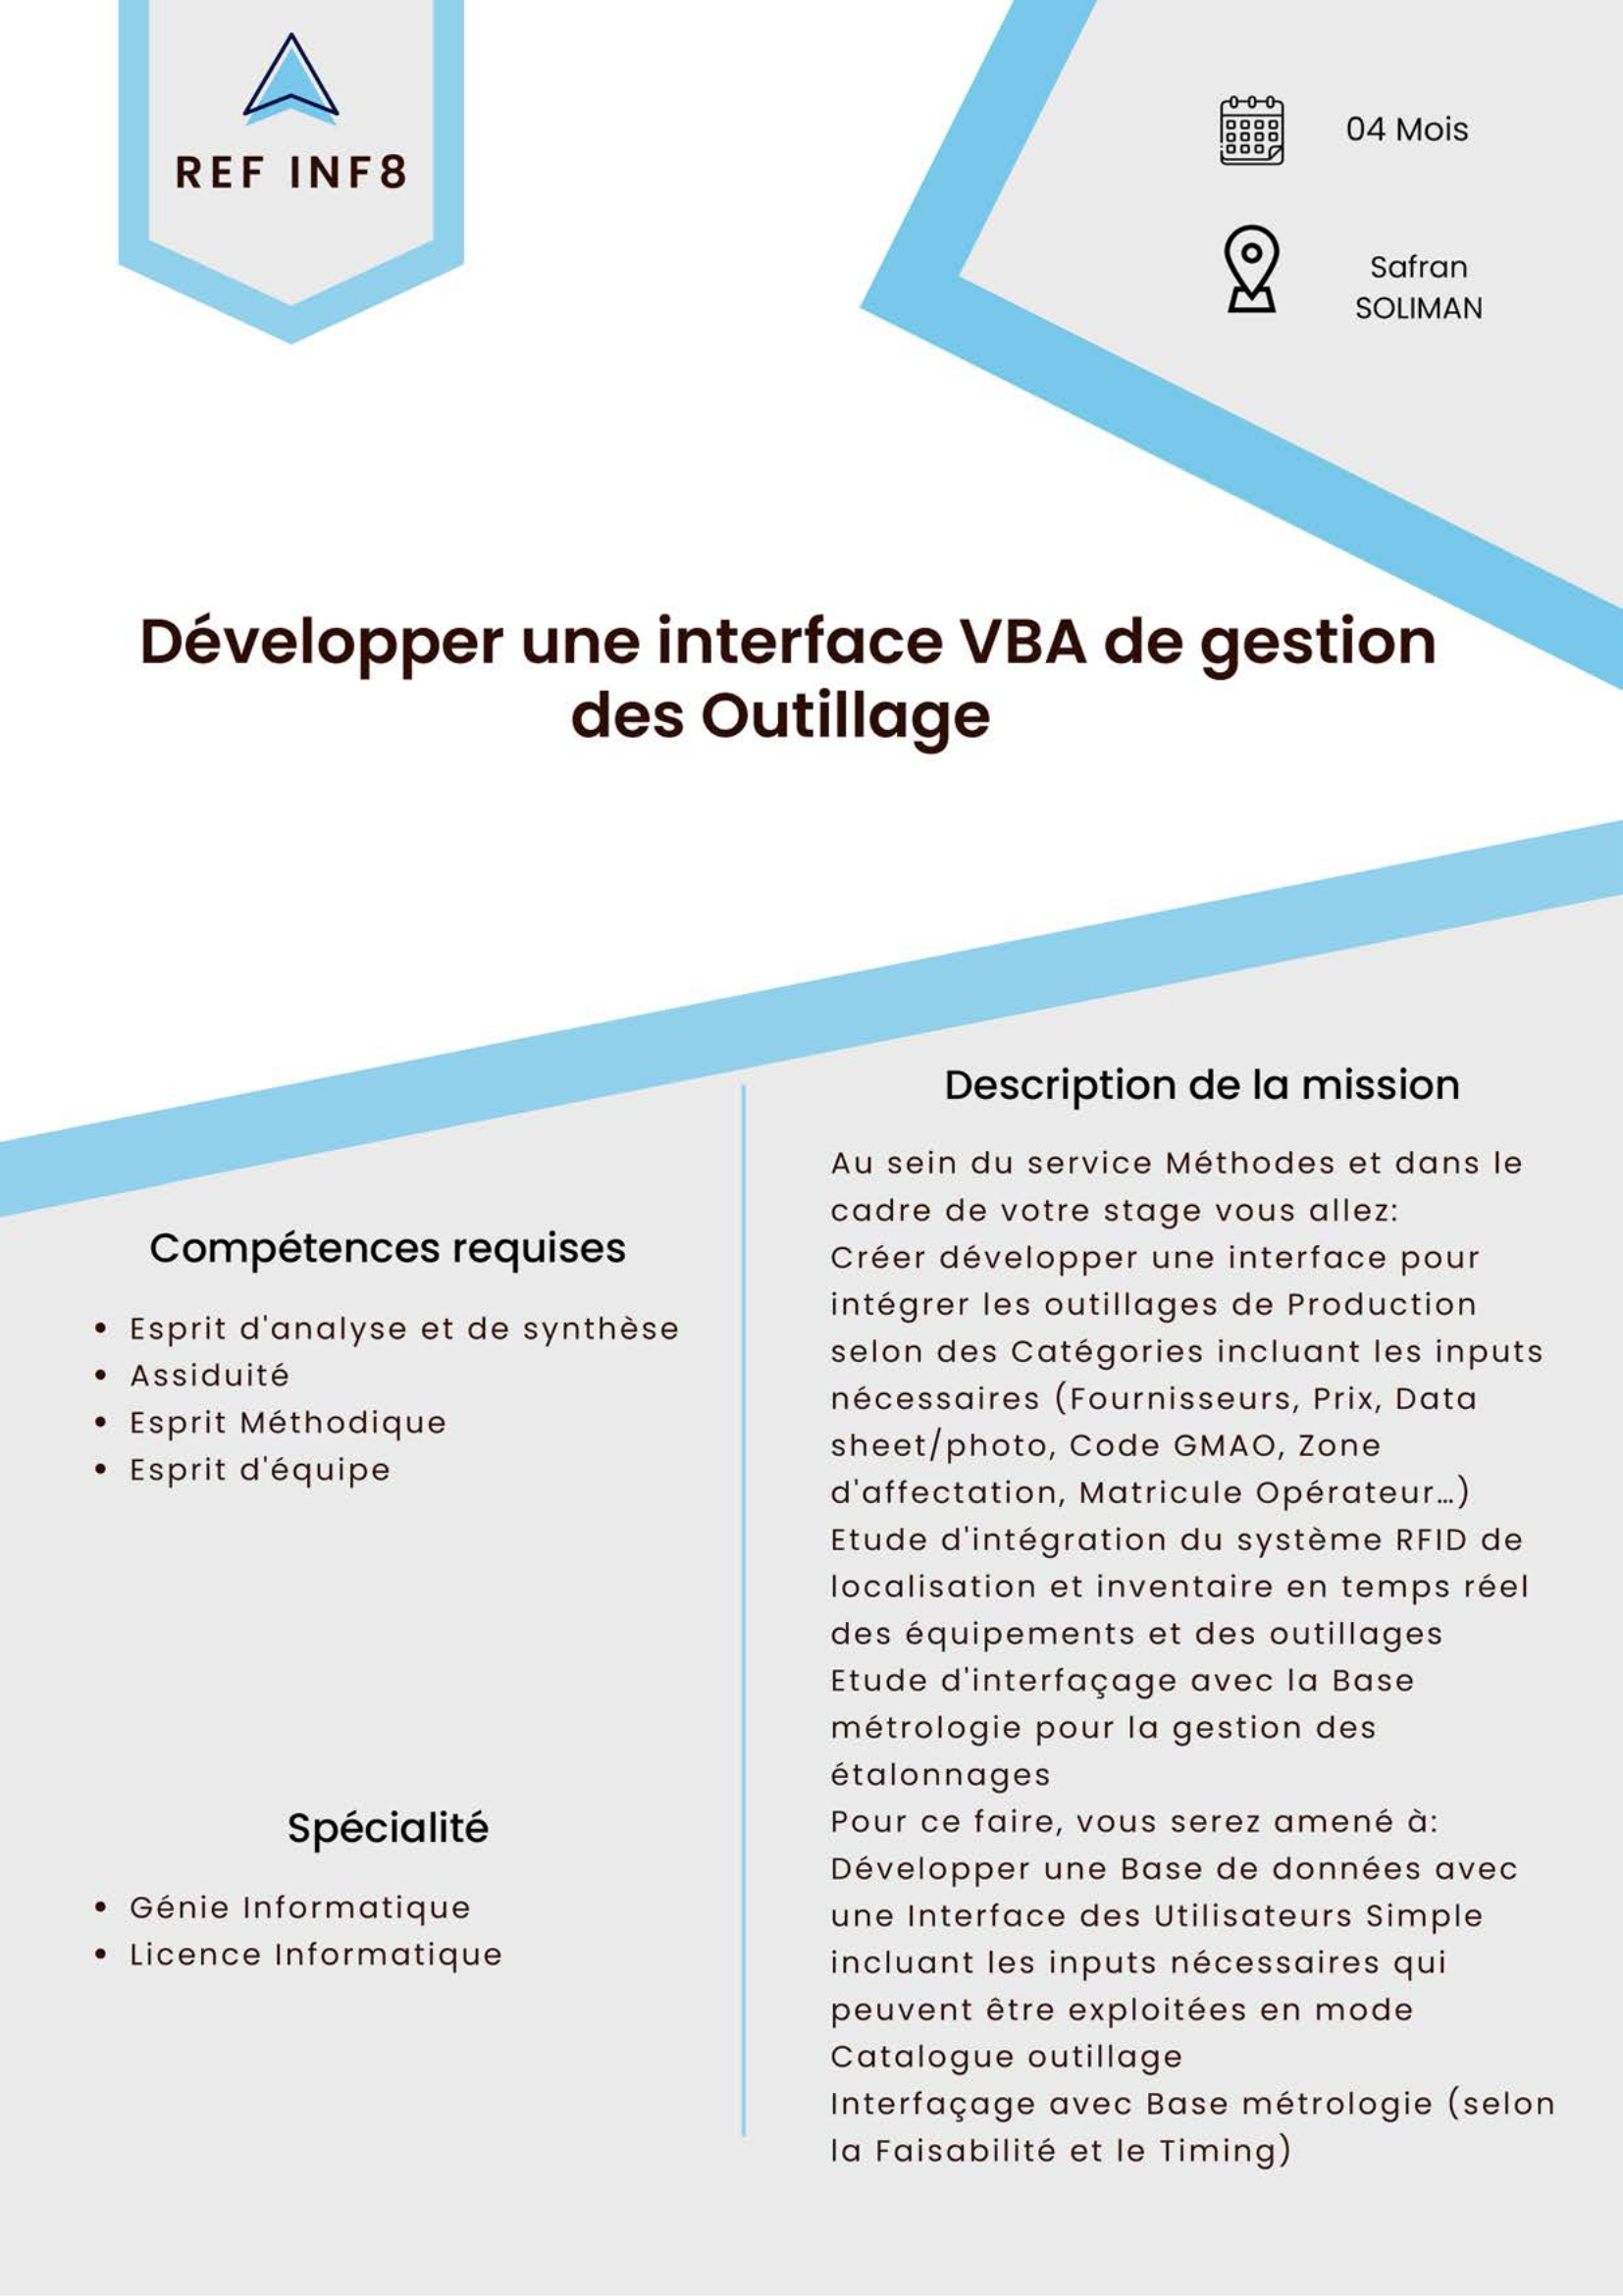 REF INF8
04 Mois
Safran
SOLIMAN
Développer une interface VBA de gestion
des Outillage
Compétences requises
• Esprit d'analyse et de synthèse
• Assiduité
• Esprit Méthodique
• Esprit d'équipe
Spécialité
• Génie Informatique
• Licence Informatique
Description de la mission
Au sein du service Méthodes et dans le
cadre de votre stage vous allez:
Créer développer une interface pour
intégrer les outillages de Production
selon des Catégories incluant les inputs
nécessaires (Fournisseurs, Prix, Data
sheet/photo, Code GMAO, Zone
d'affectation, Matricule Opérateur…)
Etude d'intégration du système RFID de
localisation et inventaire en temps réel
des équipements et des outillages
Etude d'interfaçage avec la Base
métrologie pour la gestion des
étalonnages
Pour ce faire, vous serez amené à:
Développer une Base de données avec
une Interface des Utilisateurs Simple
incluant les inputs nécessaires qui
peuvent être exploitées en mode
Catalogue outillage
Interfaçage avec Base métrologie (selon
la Faisabilité et le Timing)